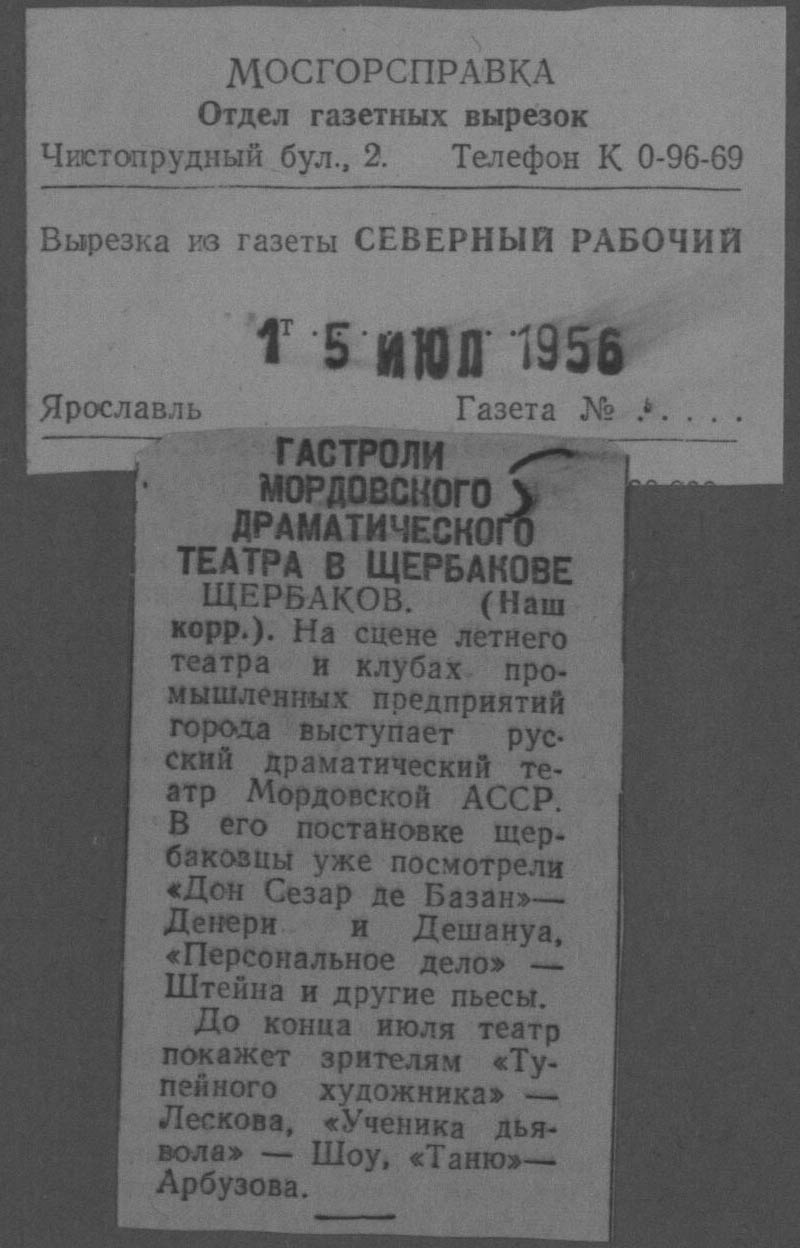 МОСГОРСПРАВКА
Отдел газетных вырезок
Чистопрудный бул., 2. Телефон К 0-96-69
Вырезка из газеты СЕВЕРНЫЙ РАБОЧИЙ
1т 5 ИЮЛ 1956
Ярославль Газета № . . . . .
ГАСТРОЛИ
МОРДОВСКОГО
ДРАМАТИЧЕСКОГО
ТЕАТРА В ЩЕРБАКОВЕ
ЩЕРБАКОВ. (Наш
корр.). На сцене летнего
театра и клубах про-
мышленных предприятий
города выступает рус-
ский драматический те-
атр Мордовской АССР.
В его постановке щер-
баковцы уже посмотрели
«Дон Сезар де Базан»—
Денери и Дешануа,
«Персональное дело» —
Штейна и другие пьесы.
До конца июля театр
покажет зрителям «Ту-
пейного художника» —
Лескова, «Ученика дья-
вола» — Шоу, «Таню»—
Арбузова.